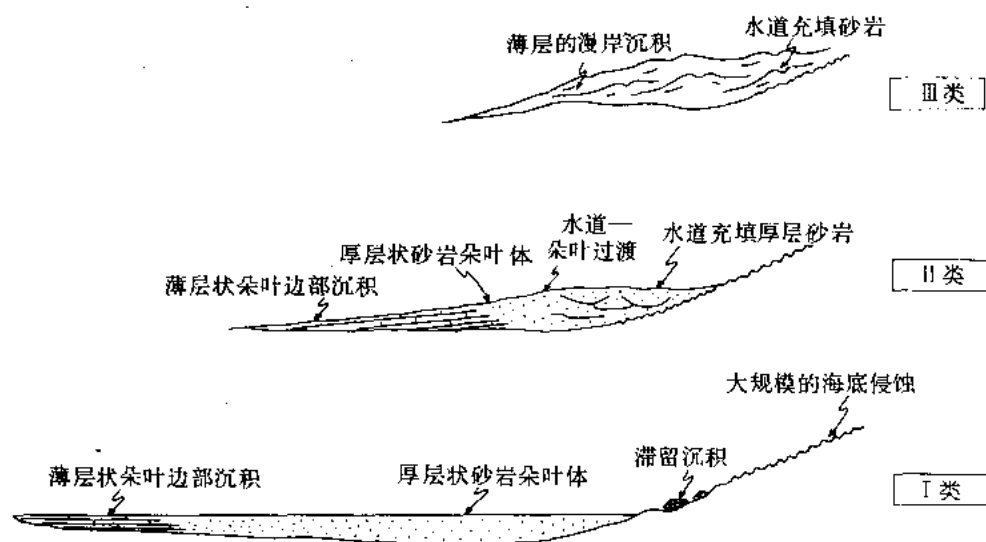 水道充填砂岩
薄层的漫岸沉积
Ⅲ类
水道—
朵叶过渡
水道充填厚层砂岩
厚层状砂岩朵叶体
薄层状朵叶边部沉积
Ⅱ类
大规模的海底侵蚀
滞留沉积
薄层状朵叶边部沉积
厚层状砂岩朵叶体
Ⅰ类